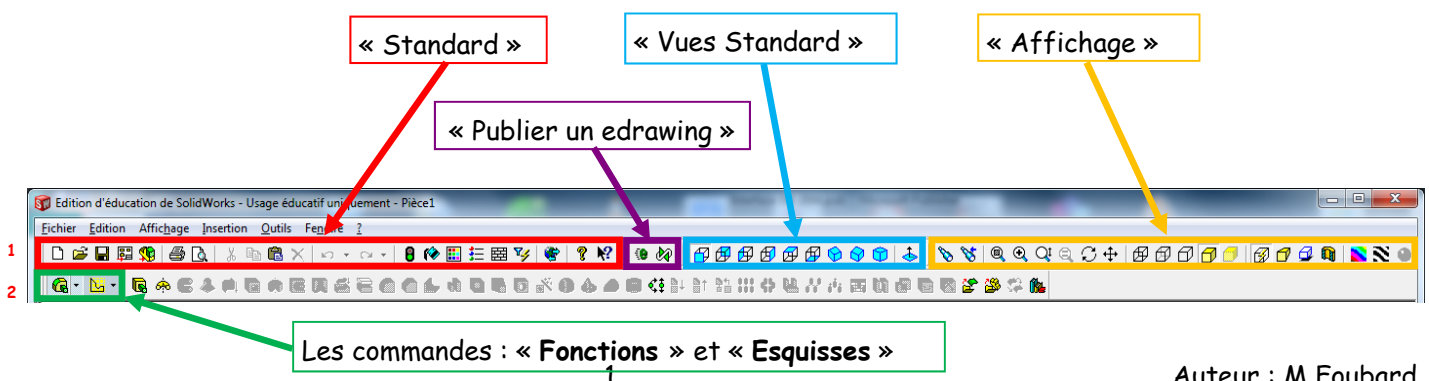 « Standard »
« Vues Standard »
« Affichage »
« Publier un edrawing »
Edition d'éducation de SolidWorks - Usage éducatif uniquement - Pièce1
Fichier Edition Affichage Insertion Outils Fenêtre ?
1
2
Les commandes : « Fonctions » et « Esquisses »
1
Auteur : M Foubard